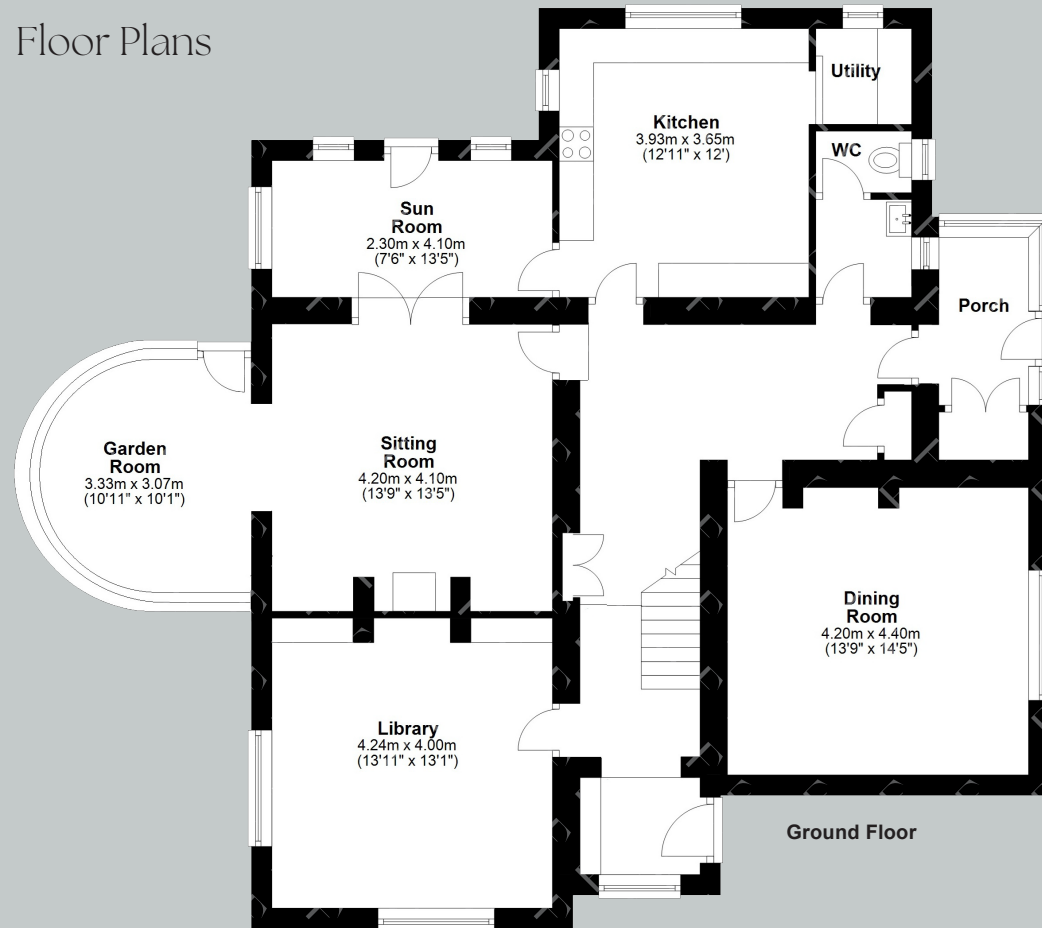 Floor Plans
Utility
Kitchen
3.93m x 3.65m
(12'11" x 12')
WC
Sun
Room
2.30m x 4.10m
(7'6" x 13'5")
Porch
Garden
Room
3.33m x 3.07m
(10'11" x 10'1")
Sitting
Room
4.20m x 4.10m
(13'9" x 13'5")
Dining
Room
4.20m x 4.40m
(13'9" x 14'5")
Library
4.24m x 4.00m
(13'11" x 13'1")
Ground Floor